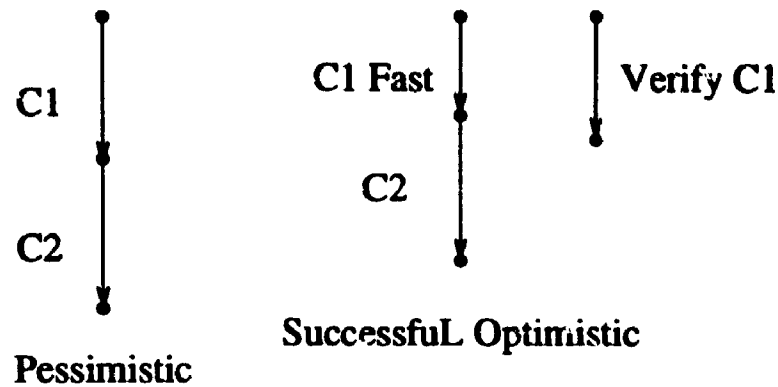 C1
C2
Pessimistic
C1 Fast
C2
Verify C1
SuccessfuL Optimistic